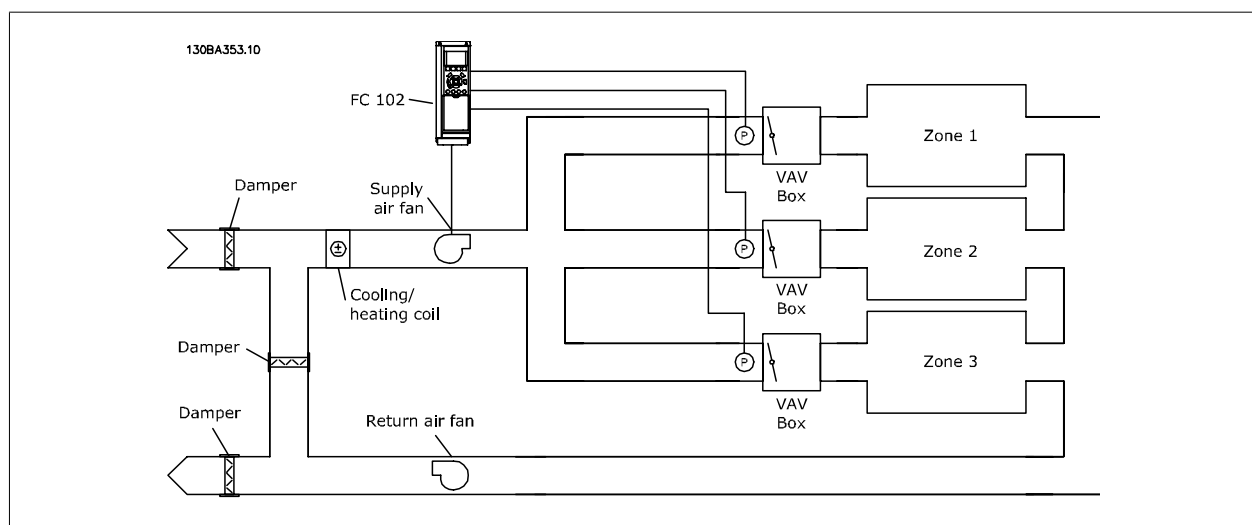 130BA353.10
FC 102
Damper
Supply
air fan
Cooling/
heating coil
Damper
Damper
Return air fan
P
VAV
Box
Zone 1
P
VAV
Box
Zone 2
P
VAV
Box
Zone 3